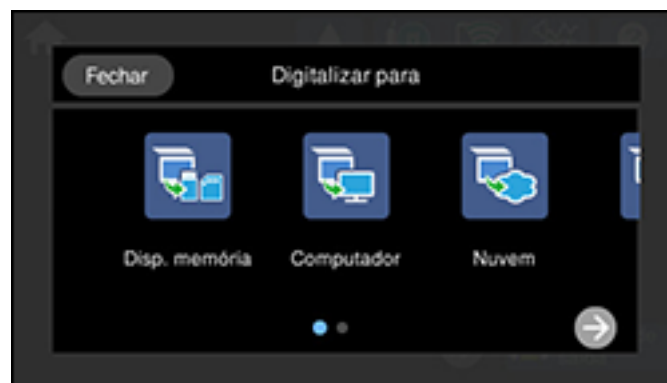 Fechar
Digitalizar para
Disp. memória
Computador
Nuvem